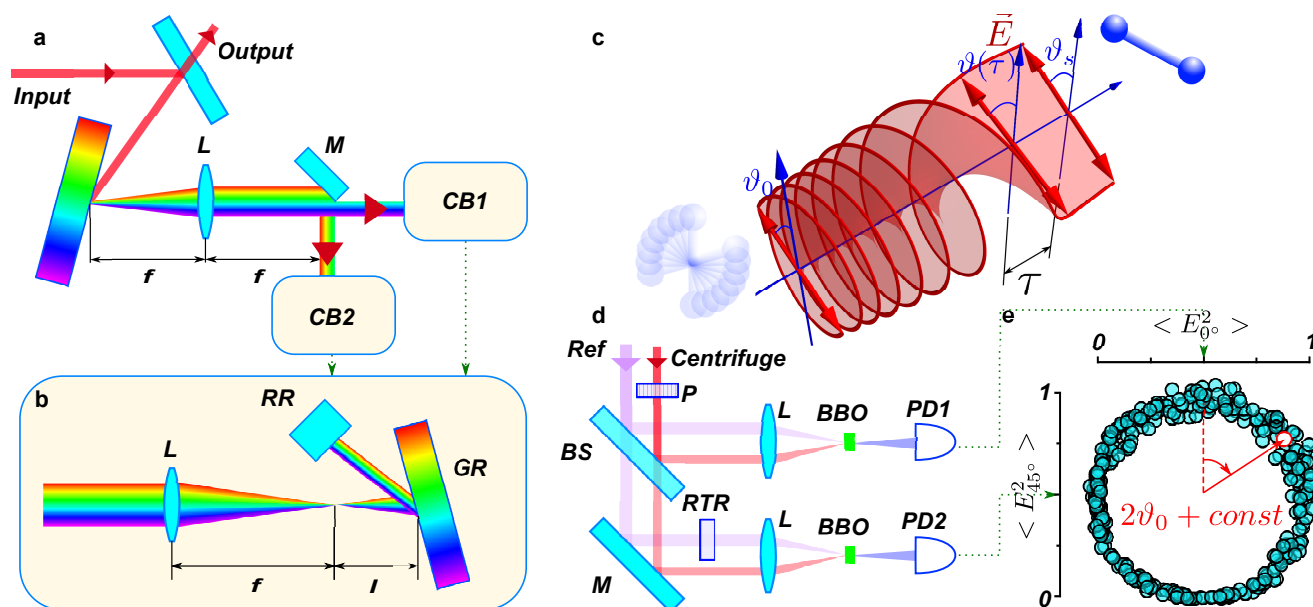 a
Input
Output
L
M
CB1
f
f
CB2
b
RR
L
GR
f
l
c
ϑ₀
E⃗
ϑ(τ)
ϑₛ
τ
d
Ref
Centrifuge
P
L
BBO
PD1
BS
RTR
L
BBO
PD2
M
e
< E²₀° >
0
1
1
< E²₄₅° >
0
2ϑ₀ + const